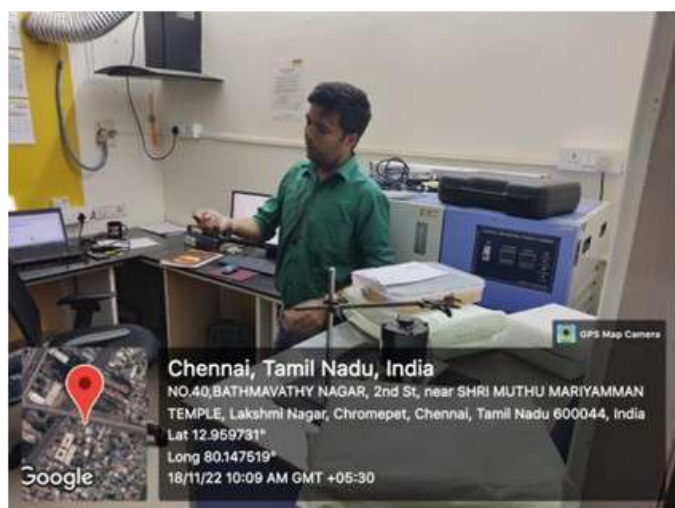 GPS Map Camera
Chennai, Tamil Nadu, India
NO.40,BATHMAVATHY NAGAR, 2nd St, near SHRI MUTHU MARIYAMMAN
TEMPLE, Lakshmi Nagar, Chromepet, Chennai, Tamil Nadu 600044, India
Lat 12.959731°
Long 80.147519°
18/11/22 10:09 AM GMT +05:30
Google